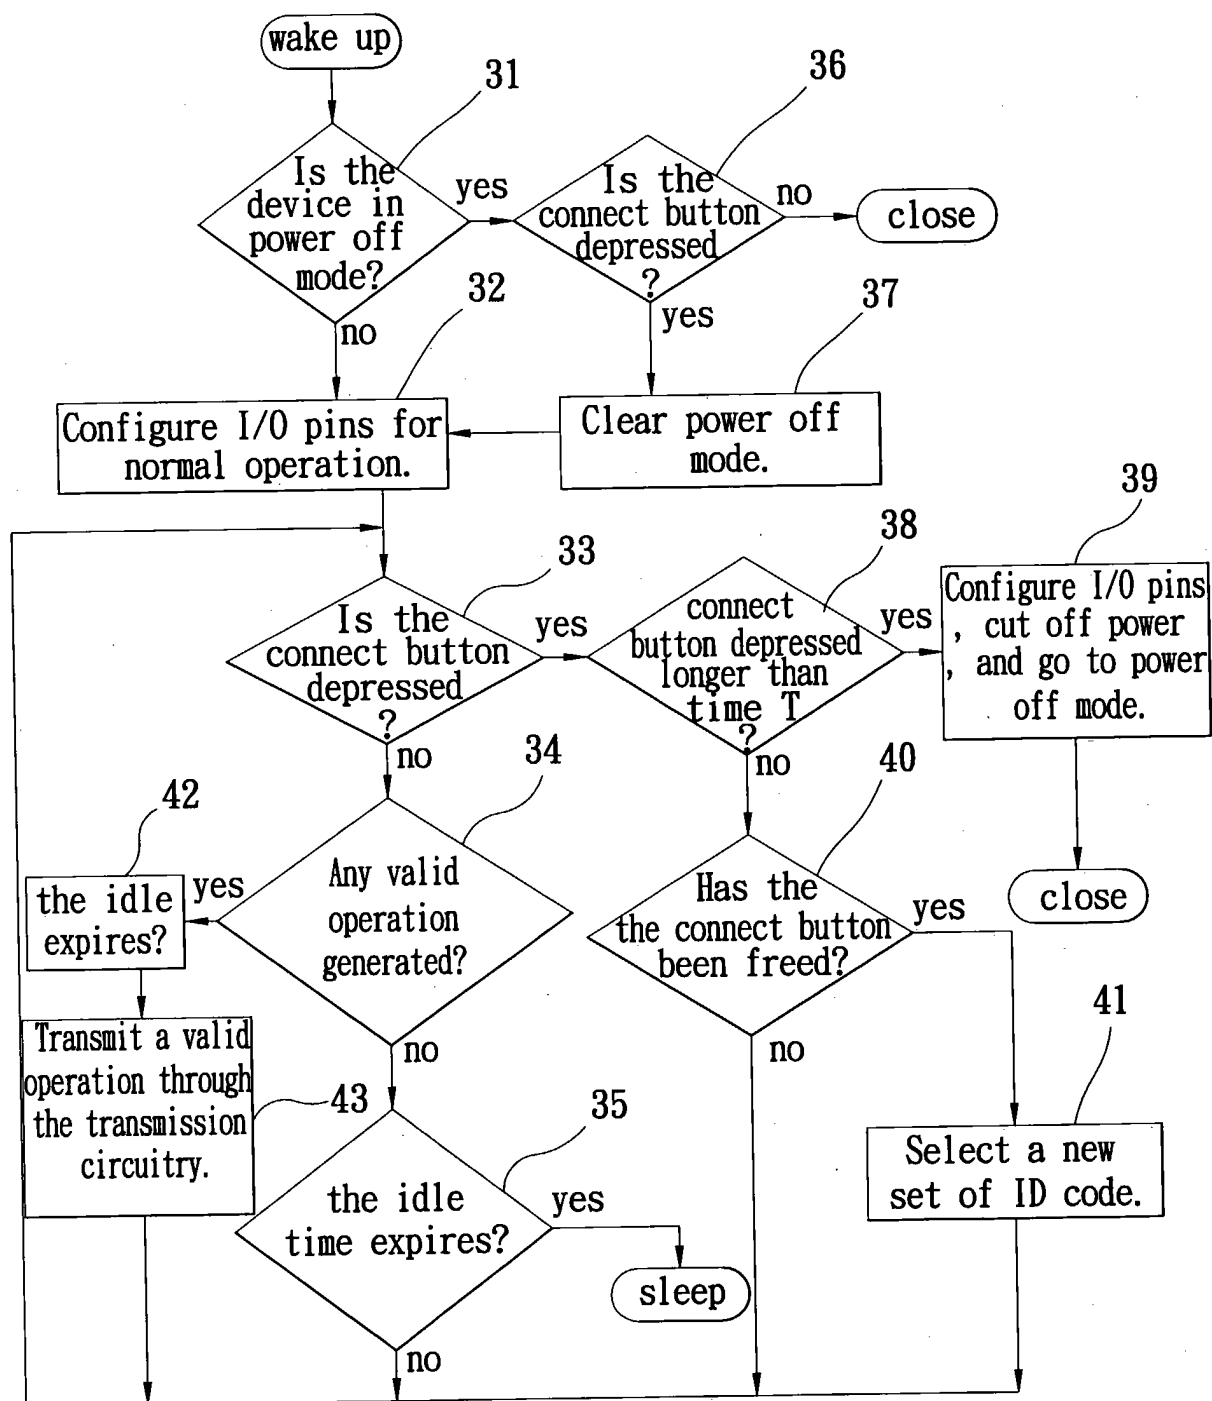 wake up
31
36
Is the
device in
power off
mode?
yes
Is the
connect button
depressed
?
no
close
no
32
yes
37
Configure I/O pins for
normal operation.
Clear power off
mode.
39
33
38
Is the
connect button
depressed
?
yes
connect
button depressed
longer than
time T
?
yes
Configure I/O pins
, cut off power
, and go to power
off mode.
no
34
no
40
42
the idle
expires?
yes
Any valid
operation
generated?
Has the
the connect button
been freed?
yes
close
Transmit a valid
operation through
the transmission
circuitry.
43
no
35
no
41
the idle
time expires?
yes
sleep
Select a new
set of ID code.
no